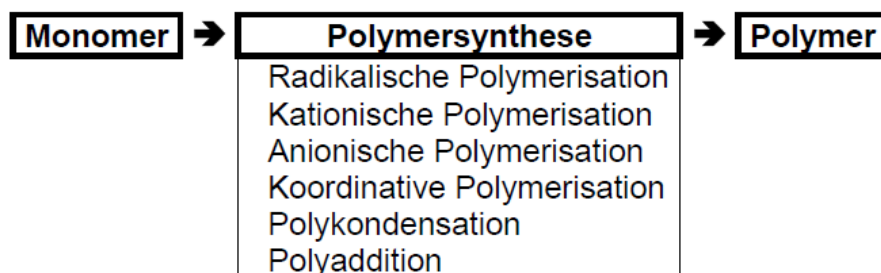 Monomer ➔ Polymersynthese ➔ Polymer
Radikalische Polymerisation
Kationische Polymerisation
Anionische Polymerisation
Koordinative Polymerisation
Polykondensation
Polyaddition